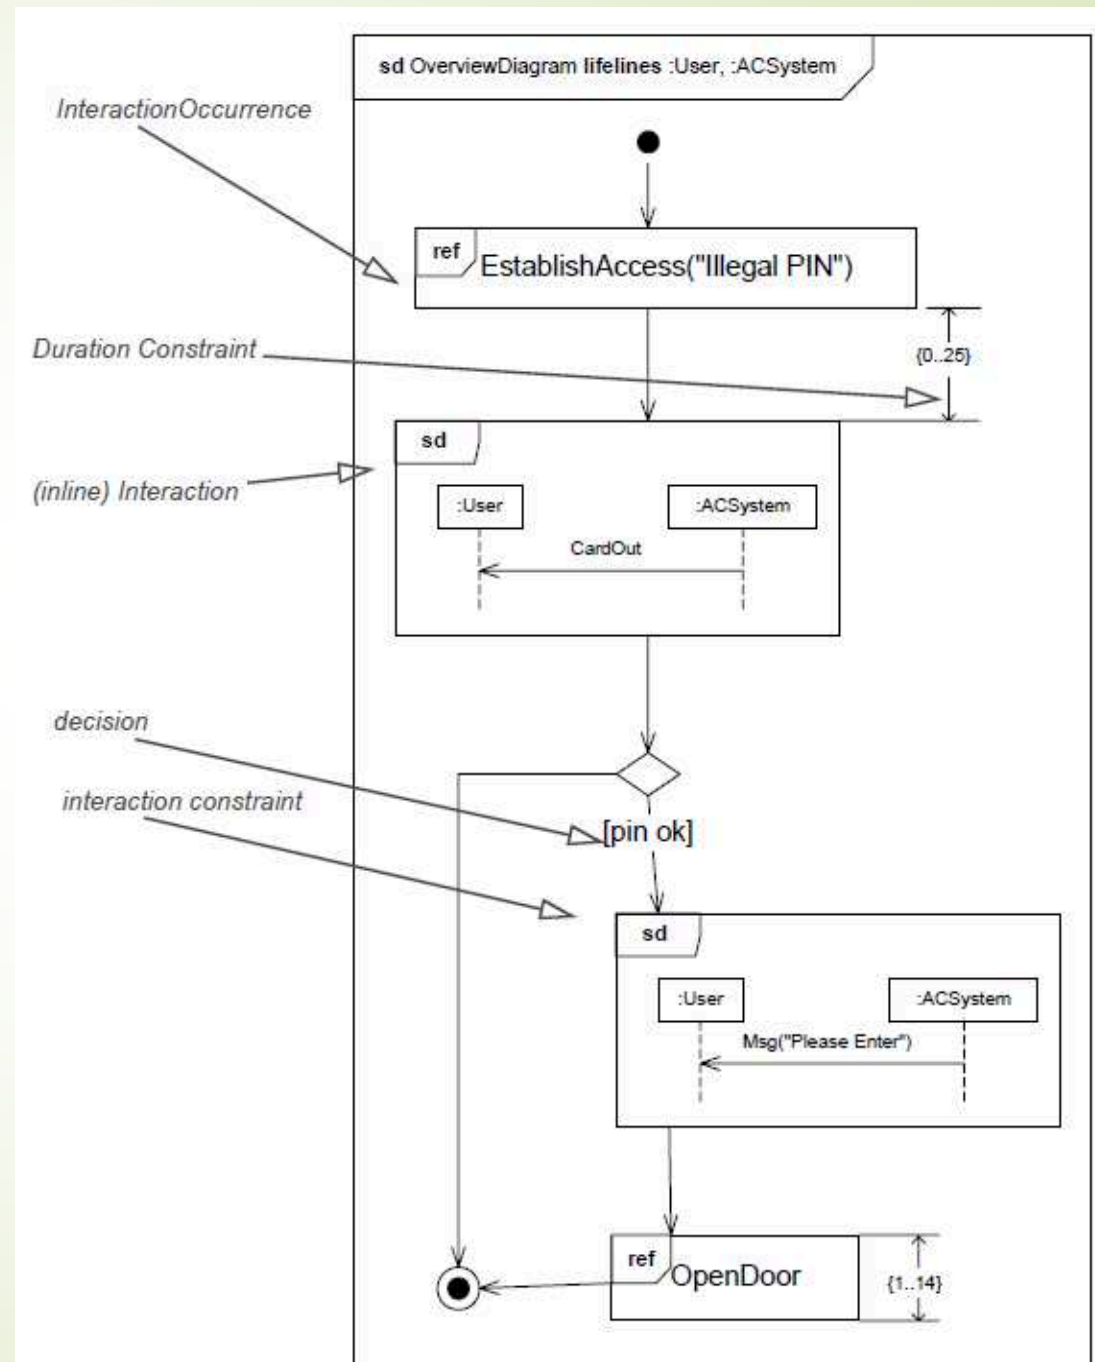 sd OverviewDiagram lifelines :User, :ACSystem
InteractionOccurrence
ref
EstablishAccess("Illegal PIN")
Duration Constraint
{0..25}
sd
(inline) Interaction
:User
:ACSystem
CardOut
decision
interaction constraint
[pin ok]
sd
:User
:ACSystem
Msg("Please Enter")
ref
OpenDoor
{1..14}